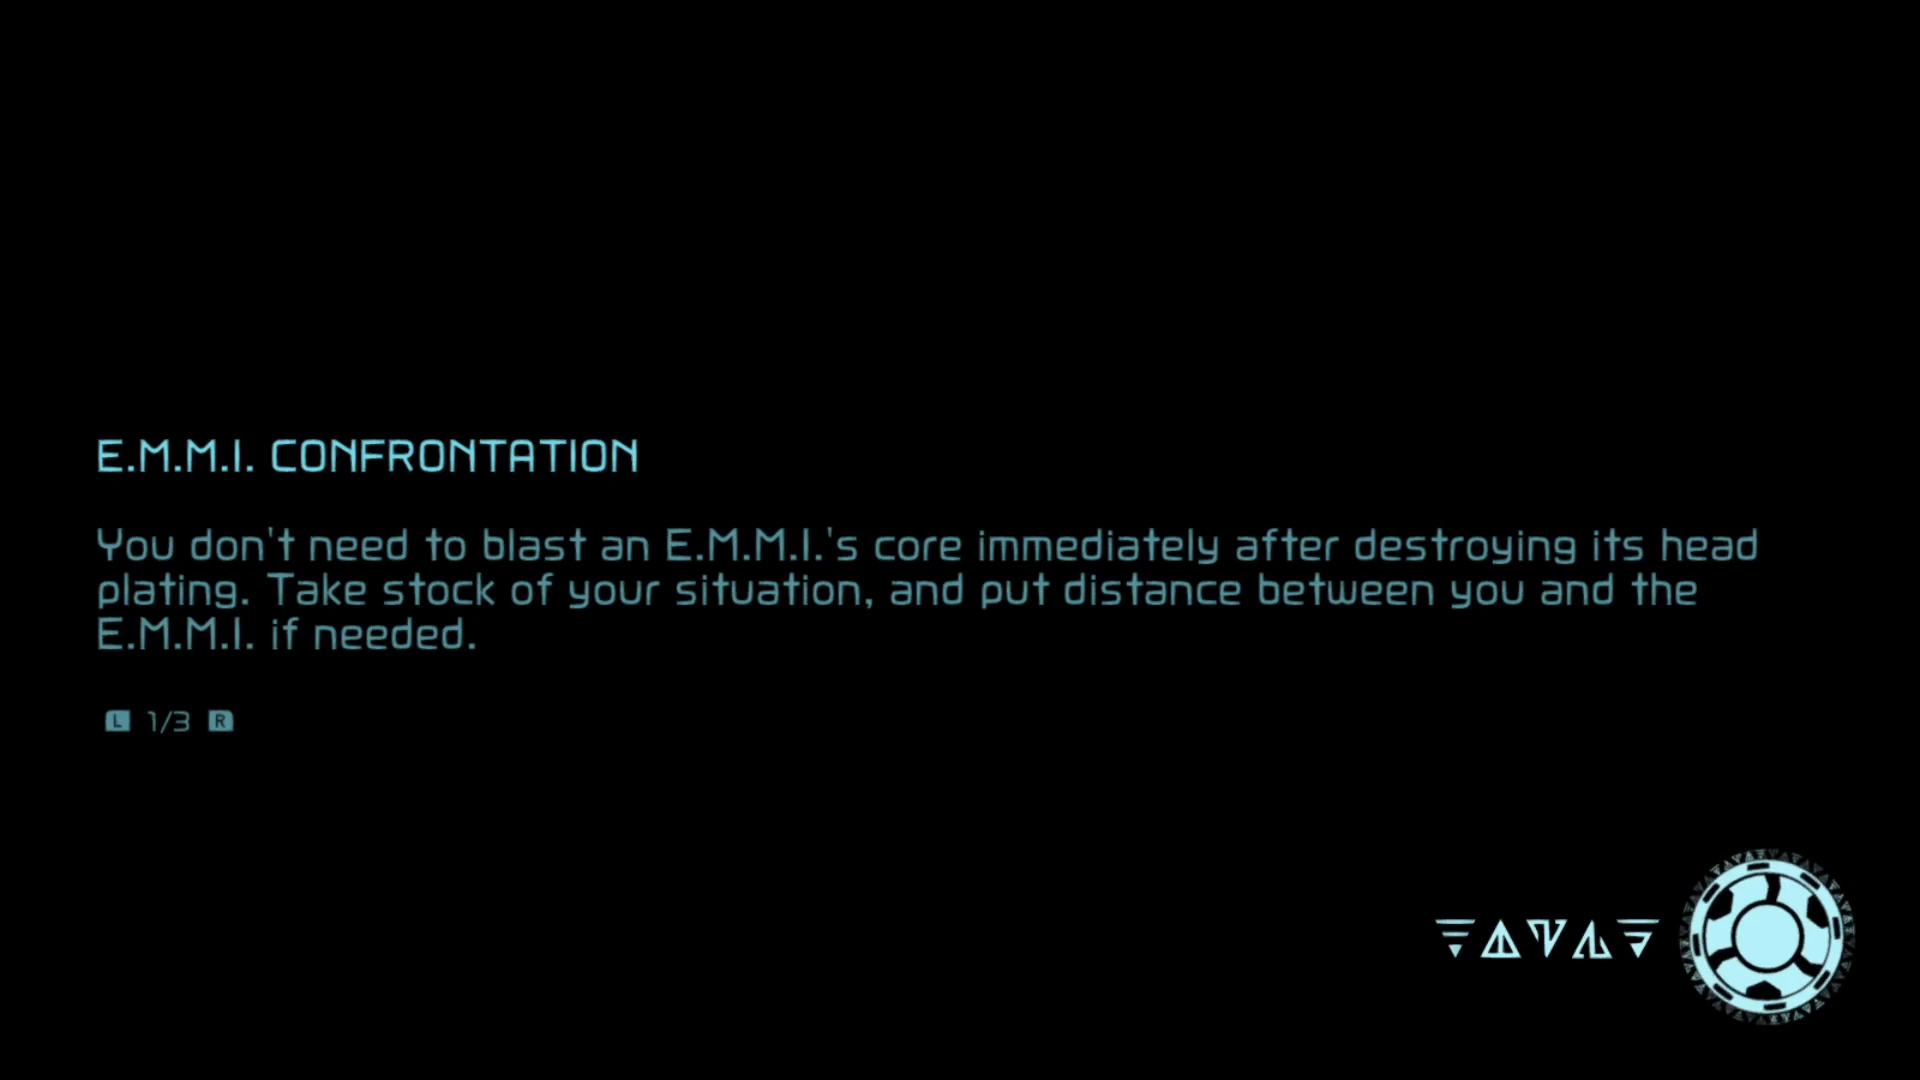 E.M.M.I. CONFRONTATION
You don't need to blast an E.M.M.I.'s core immediately after destroying its head
plating. Take stock of your situation, and put distance between you and the
E.M.M.I. if needed.
L 1/3 R